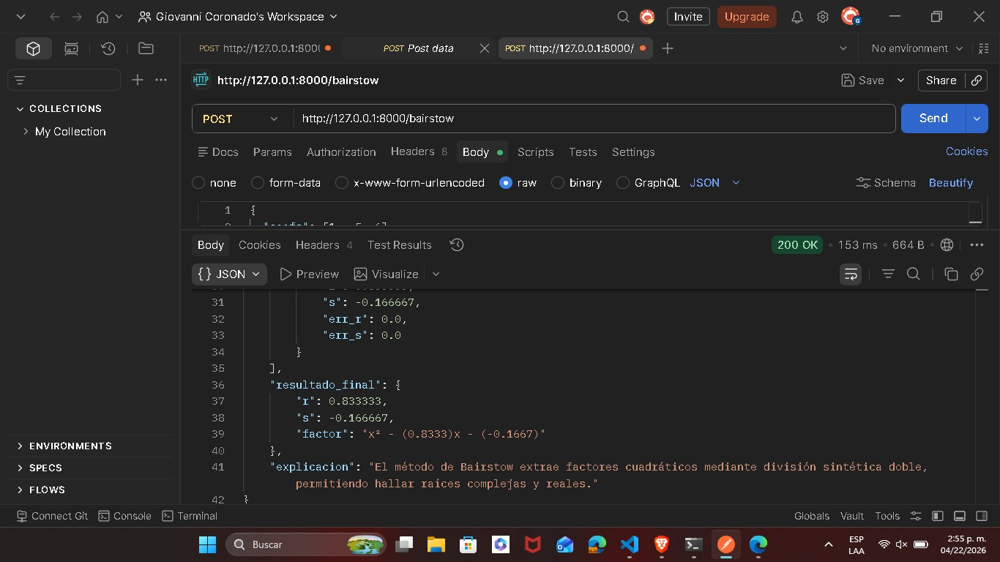 Giovanni Coronado's Workspace
Invite
Upgrade
POST http://127.0.0.1:8000
POST Post data
POST http://127.0.0.1:8000/
No environment
HTTP http://127.0.0.1:8000/bairstow
Save
Share
COLLECTIONS
My Collection
POST
http://127.0.0.1:8000/bairstow
Send
Docs Params Authorization Headers 8 Body Scripts Tests Settings
Cookies
none form-data x-www-form-urlencoded raw binary GraphQL JSON
Schema Beautify
1 {
Body Cookies Headers 4 Test Results
200 OK • 153 ms • 664 B
{} JSON Preview Visualize
31 "s": -0.166667,
32 "err_r": 0.0,
33 "err_s": 0.0
34 }
35 ],
36 "resultado_final": {
37 "r": 0.833333,
38 "s": -0.166667,
39 "factor": "x² - (0.8333)x - (-0.1667)"
40 },
41 "explicacion": "El método de Bairstow extrae factores cuadráticos mediante división sintética doble,
permitiendo hallar raíces complejas y reales."
42 }
ENVIRONMENTS
SPECS
FLOWS
Connect Git Console Terminal
Globals Vault Tools
Buscar
ESP
LAA
2:55 p. m.
04/22/2026